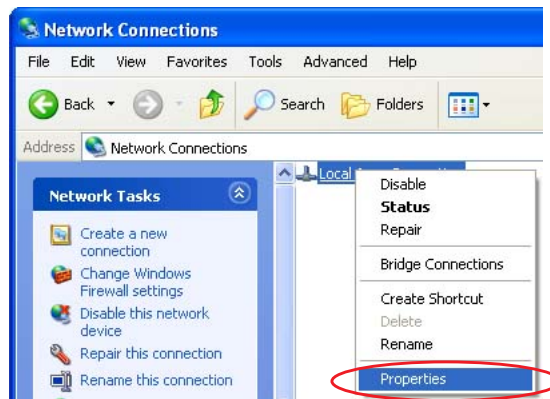 Network Connections
File Edit View Favorites Tools Advanced Help
Back Search Folders
Address Network Connections
Network Tasks
Create a new
connection
Change Windows
Firewall settings
Disable this network
device
Repair this connection
Rename this connection
Local
Disable
Status
Repair
Bridge Connections
Create Shortcut
Delete
Rename
Properties